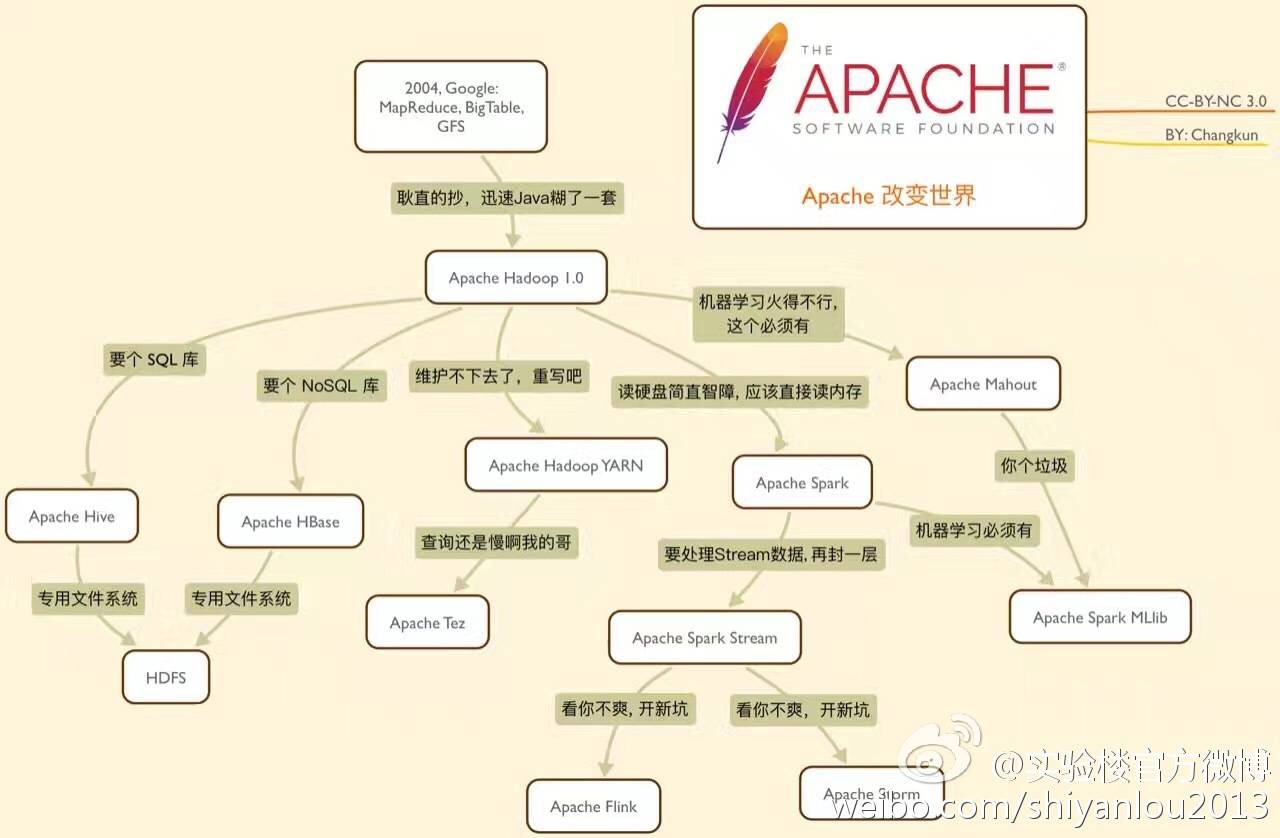 2004, Google:
MapReduce, BigTable,
GFS
THE
APACHE®
SOFTWARE FOUNDATION
Apache 改变世界
CC-BY-NC 3.0
BY: Changkun
耿直的抄，迅速Java糊了一套
Apache Hadoop 1.0
机器学习火得不行,
这个必须有
要个 SQL 库
要个 NoSQL 库
维护不下去了，重写吧
读硬盘简直智障, 应该直接读内存
Apache Mahout
Apache Hadoop YARN
Apache Spark
你个垃圾
Apache Hive
Apache HBase
查询还是慢啊我的哥
要处理Stream数据, 再封一层
机器学习必须有
专用文件系统
专用文件系统
Apache Tez
Apache Spark Stream
Apache Spark MLlib
HDFS
看你不爽, 开新坑
看你不爽，开新坑
Apache Flink
Apache Storm
@实验楼官方微博
weibo.com/shiyanlou2013